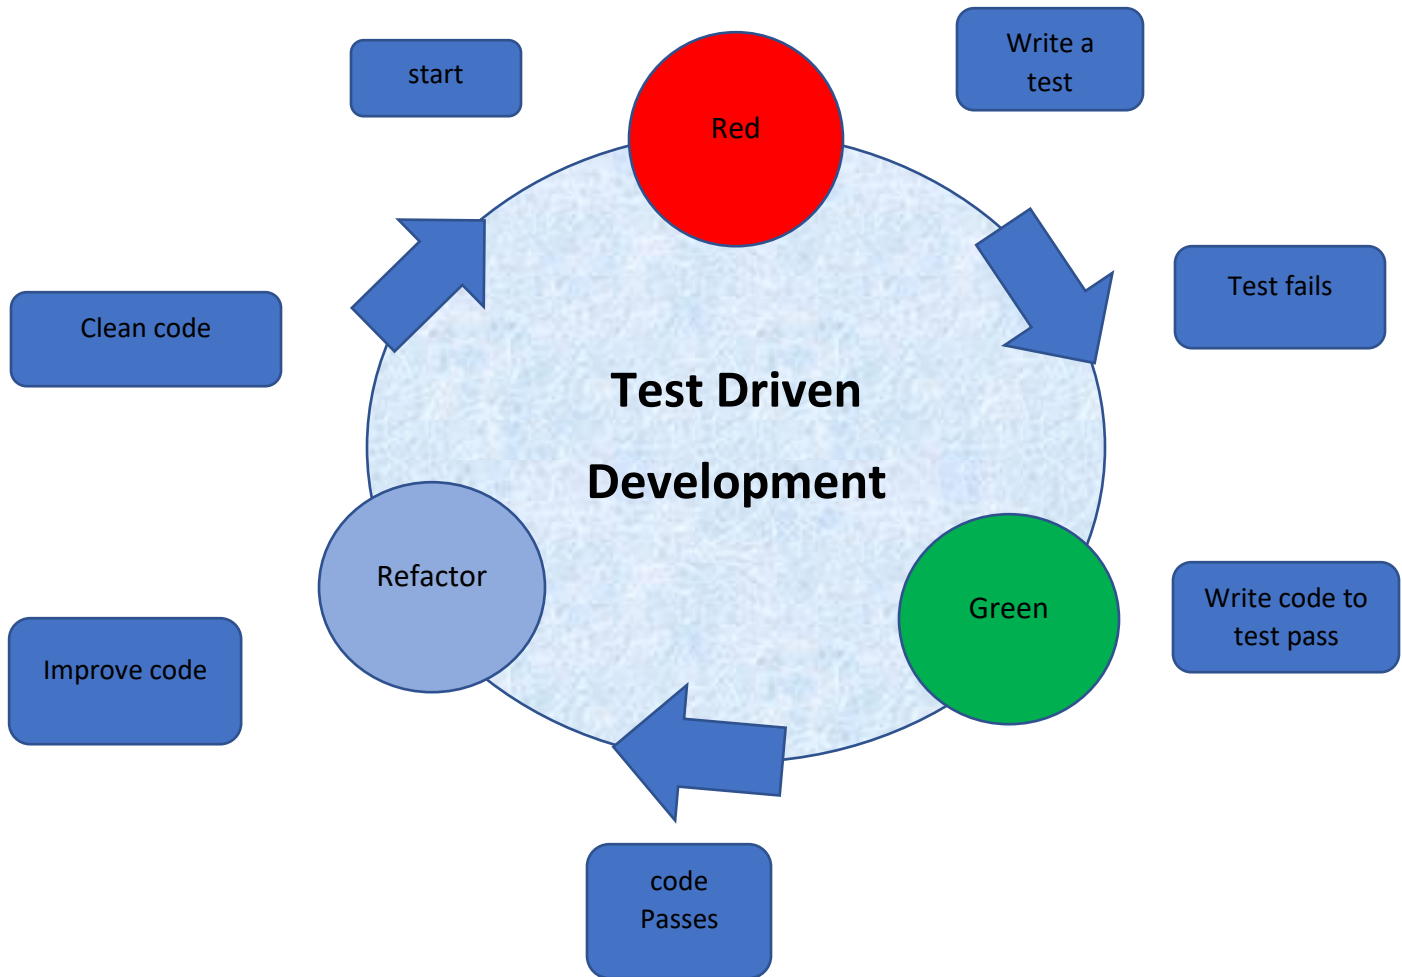 start
Red
Write a
test
Test fails
Clean code
Test Driven
Development
Refactor
Green
Write code to
test pass
Improve code
code
Passes